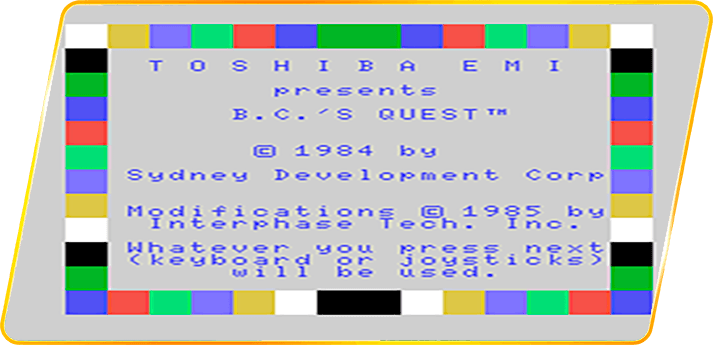 TOSHIBA EMI
presents
B.C.'S QUEST™
© 1984 by
Sydney Development Corp
Modifications © 1985 by
Interphase Tech. Inc.
Whatever you press next
(keyboard or joysticks)
will be used.